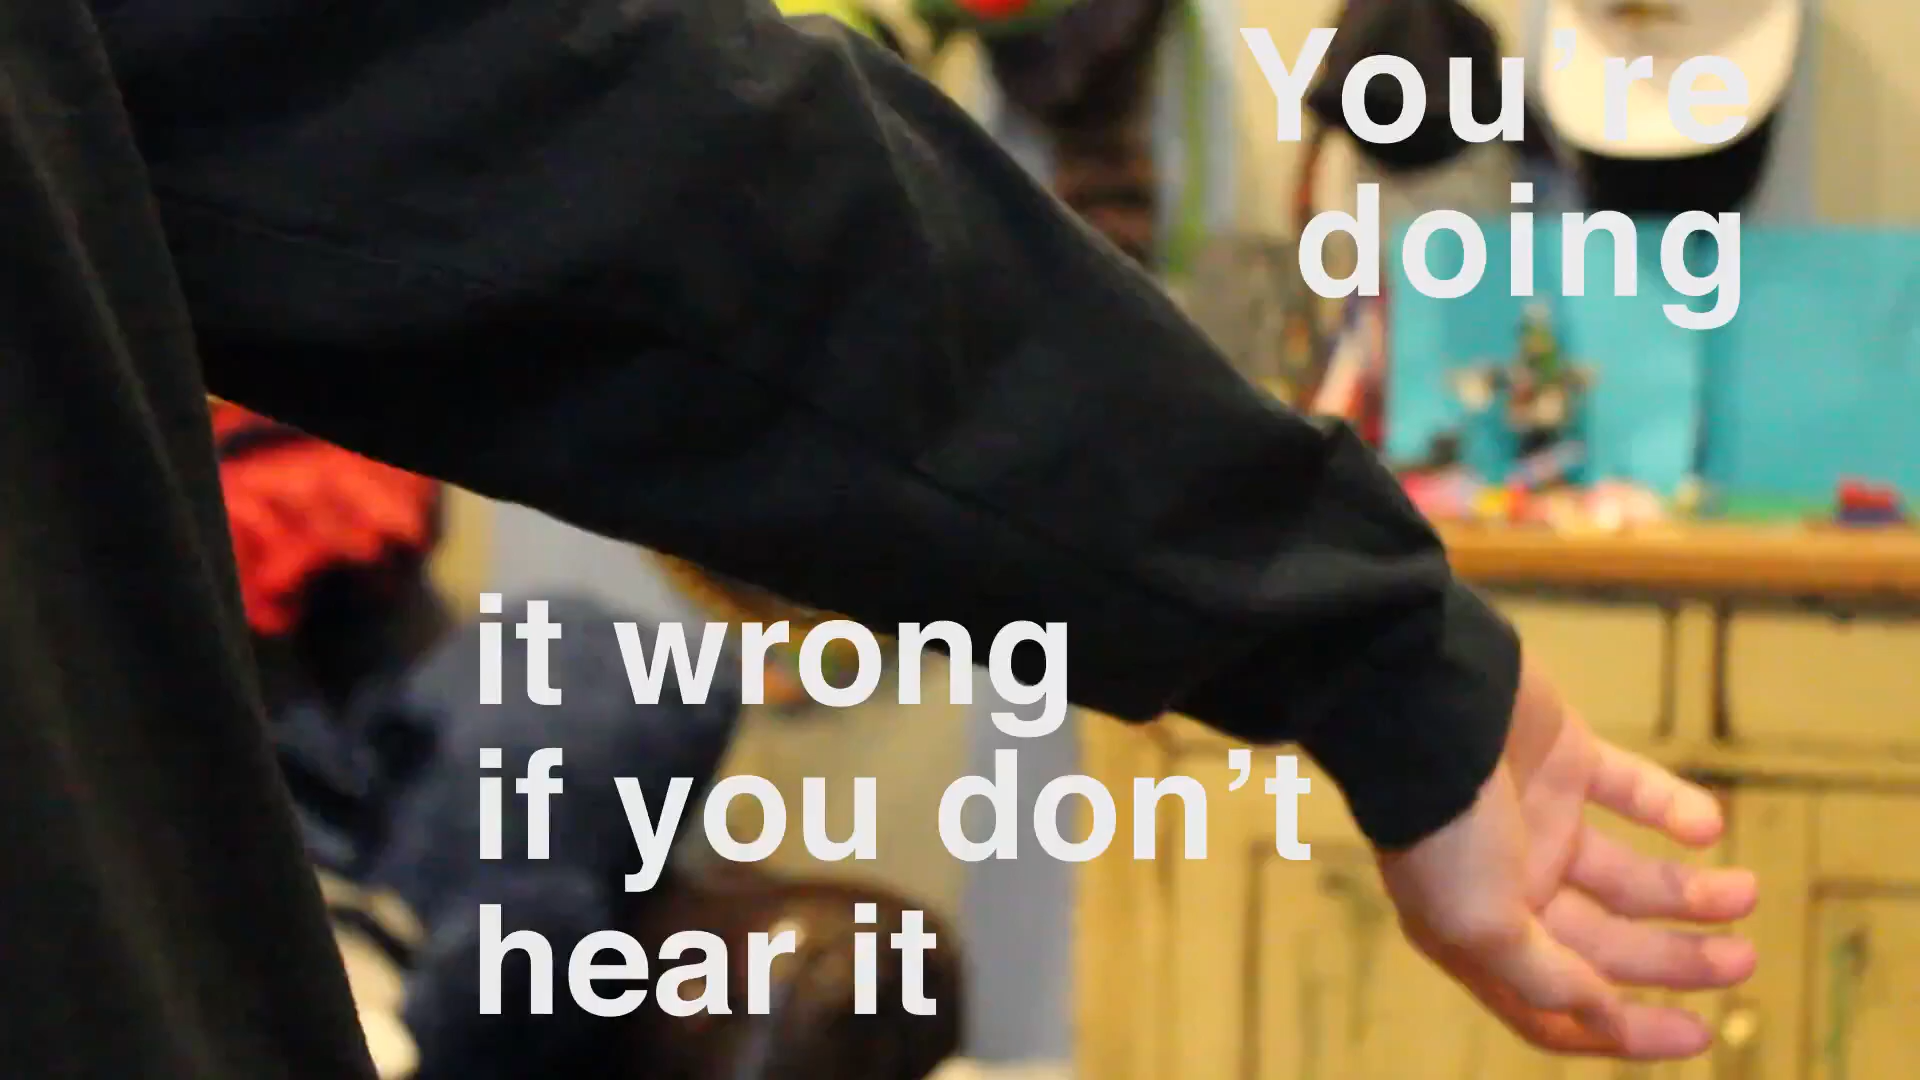 You’re
doing
it wrong
if you don’t
hear it